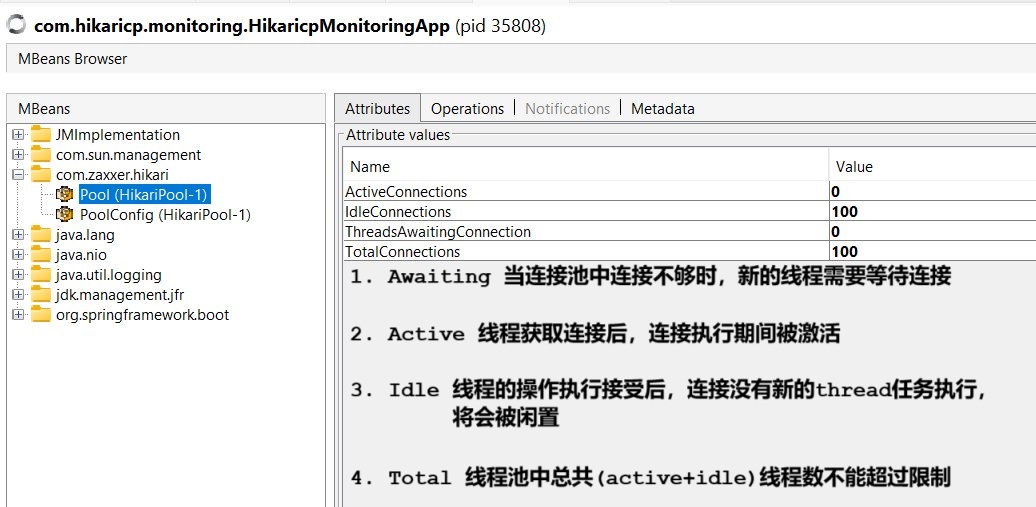 com.hikaricp.monitoring.HikaricpMonitoringApp (pid 35808)
MBeans Browser
MBeans
JMImplementation
com.sun.management
com.zaxxer.hikari
Pool (HikariPool-1)
PoolConfig (HikariPool-1)
java.lang
java.nio
java.util.logging
jdk.management.jfr
org.springframework.boot
Attributes
Operations
Notifications
Metadata
Attribute values
Name Value
ActiveConnections 0
IdleConnections 100
ThreadsAwaitingConnection 0
TotalConnections 100
1. Awaiting 当连接池中连接不够时，新的线程需要等待连接
2. Active 线程获取连接后，连接执行期间被激活
3. Idle 线程的操作执行接受后，连接没有新的thread任务执行，
将会被闲置
4. Total 线程池中总共(active+idle)线程数不能超过限制